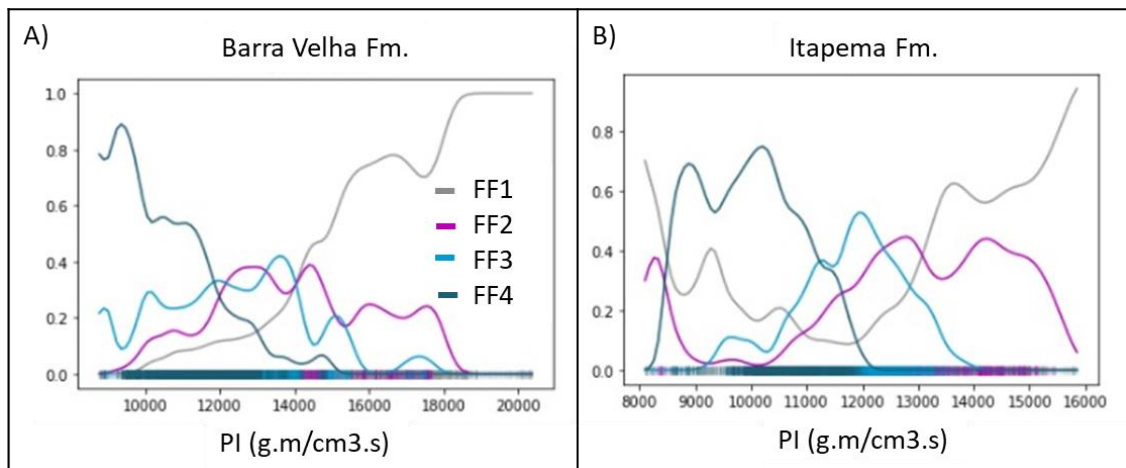 A)
Barra Velha Fm.
1.0
0.8
0.6
0.4
0.2
0.0
FF1
FF2
FF3
FF4
10000 12000 14000 16000 18000 20000
PI (g.m/cm3.s)
B)
Itapema Fm.
0.8
0.6
0.4
0.2
0.0
8000 9000 10000 11000 12000 13000 14000 15000 16000
PI (g.m/cm3.s)